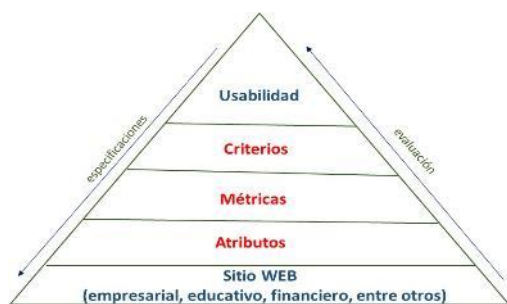 Usabilidad
especificaciones
evaluación
Criterios
Métricas
Atributos
Sitio WEB
(empresarial, educativo, financiero, entre otros)